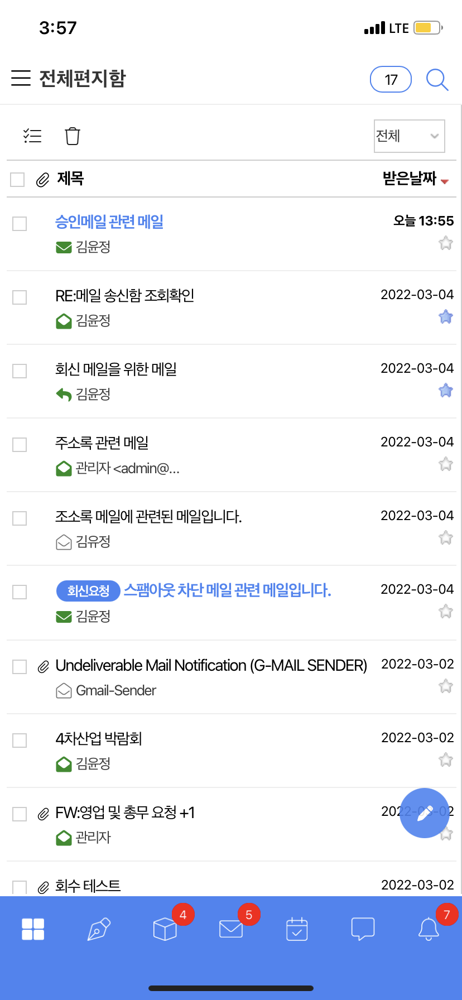 3:57 LTE
전체편지함 17
전체
제목 받은날짜
승인메일 관련 메일 오늘 13:55
김윤정
RE:메일 송신함 조회확인 2022-03-04
김윤정
회신 메일을 위한 메일 2022-03-04
김윤정
주소록 관련 메일 2022-03-04
관리자 <admin@...
조소록 메일에 관련된 메일입니다. 2022-03-04
김유정
회신요청 스팸아웃 차단 메일 관련 메일입니다. 2022-03-04
김윤정
Undeliverable Mail Notification (G-MAIL SENDER) 2022-03-02
Gmail-Sender
4차산업 박람회 2022-03-02
김윤정
FW:영업 및 총무 요청 +1 2022-03-02
관리자
회수 테스트 2022-03-02
4 5 7